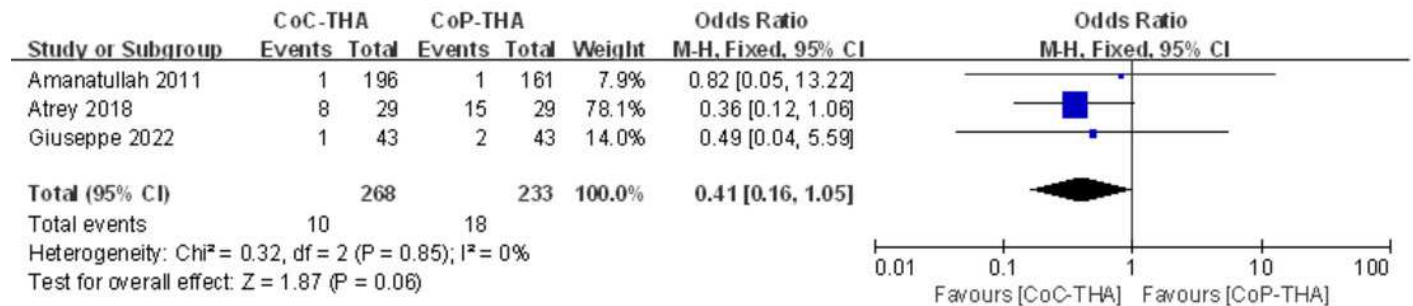 CoC-THA CoP-THA Odds Ratio Odds Ratio
Study or Subgroup Events Total Events Total Weight M-H, Fixed, 95% CI M-H, Fixed, 95% CI
Amanatullah 2011 1 196 1 161 7.9% 0.82 [0.05, 13.22]
Atrey 2018 8 29 15 29 78.1% 0.36 [0.12, 1.06]
Giuseppe 2022 1 43 2 43 14.0% 0.49 [0.04, 5.59]
Total (95% CI) 268 233 100.0% 0.41 [0.16, 1.05]
Total events 10 18
Heterogeneity: Chi² = 0.32, df = 2 (P = 0.85); I² = 0%
Test for overall effect: Z = 1.87 (P = 0.06)
0.01 0.1 1 10 100
Favours [CoC-THA] Favours [CoP-THA]